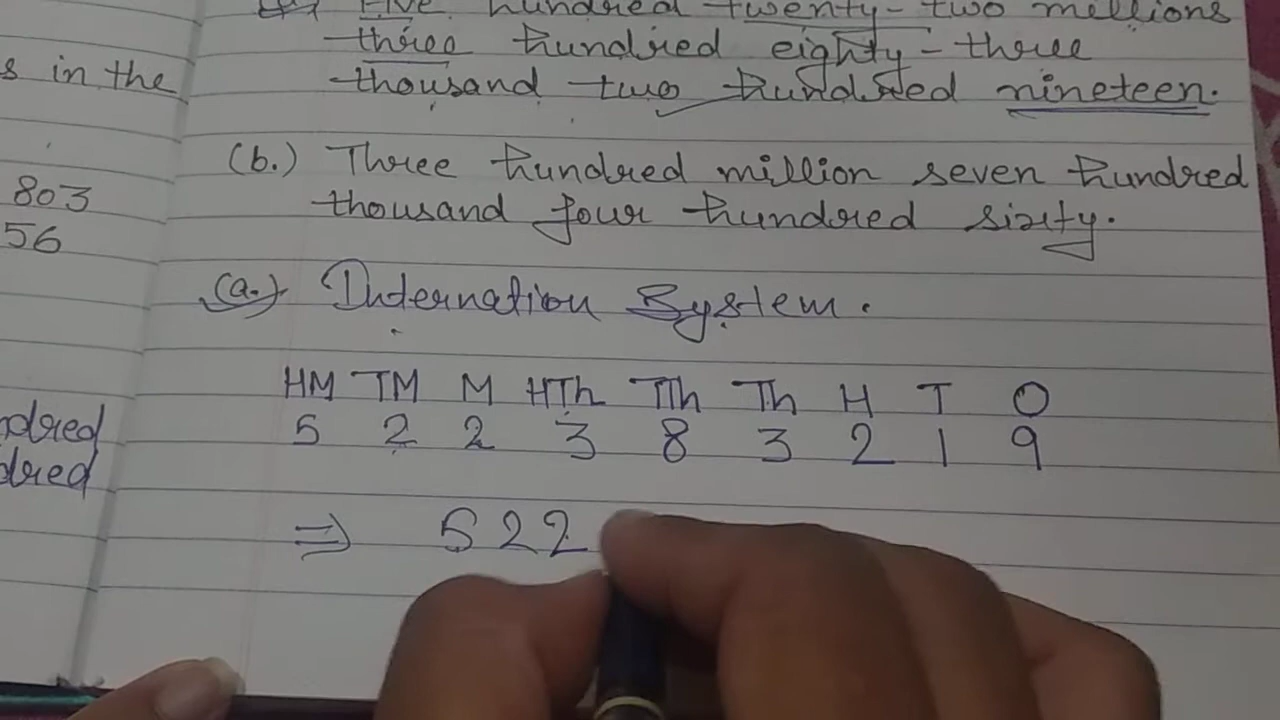 Five hundred twenty-two millions
three hundred eighty-three
thousand two hundred nineteen.
s in the
(b.) Three hundred million seven hundred
thousand four hundred sixty.
803
56
(a.) Internation System.
HM TM M HTh TTh Th H T O
5 2 2 3 8 3 2 1 9
ndred
dred
⇒ 522